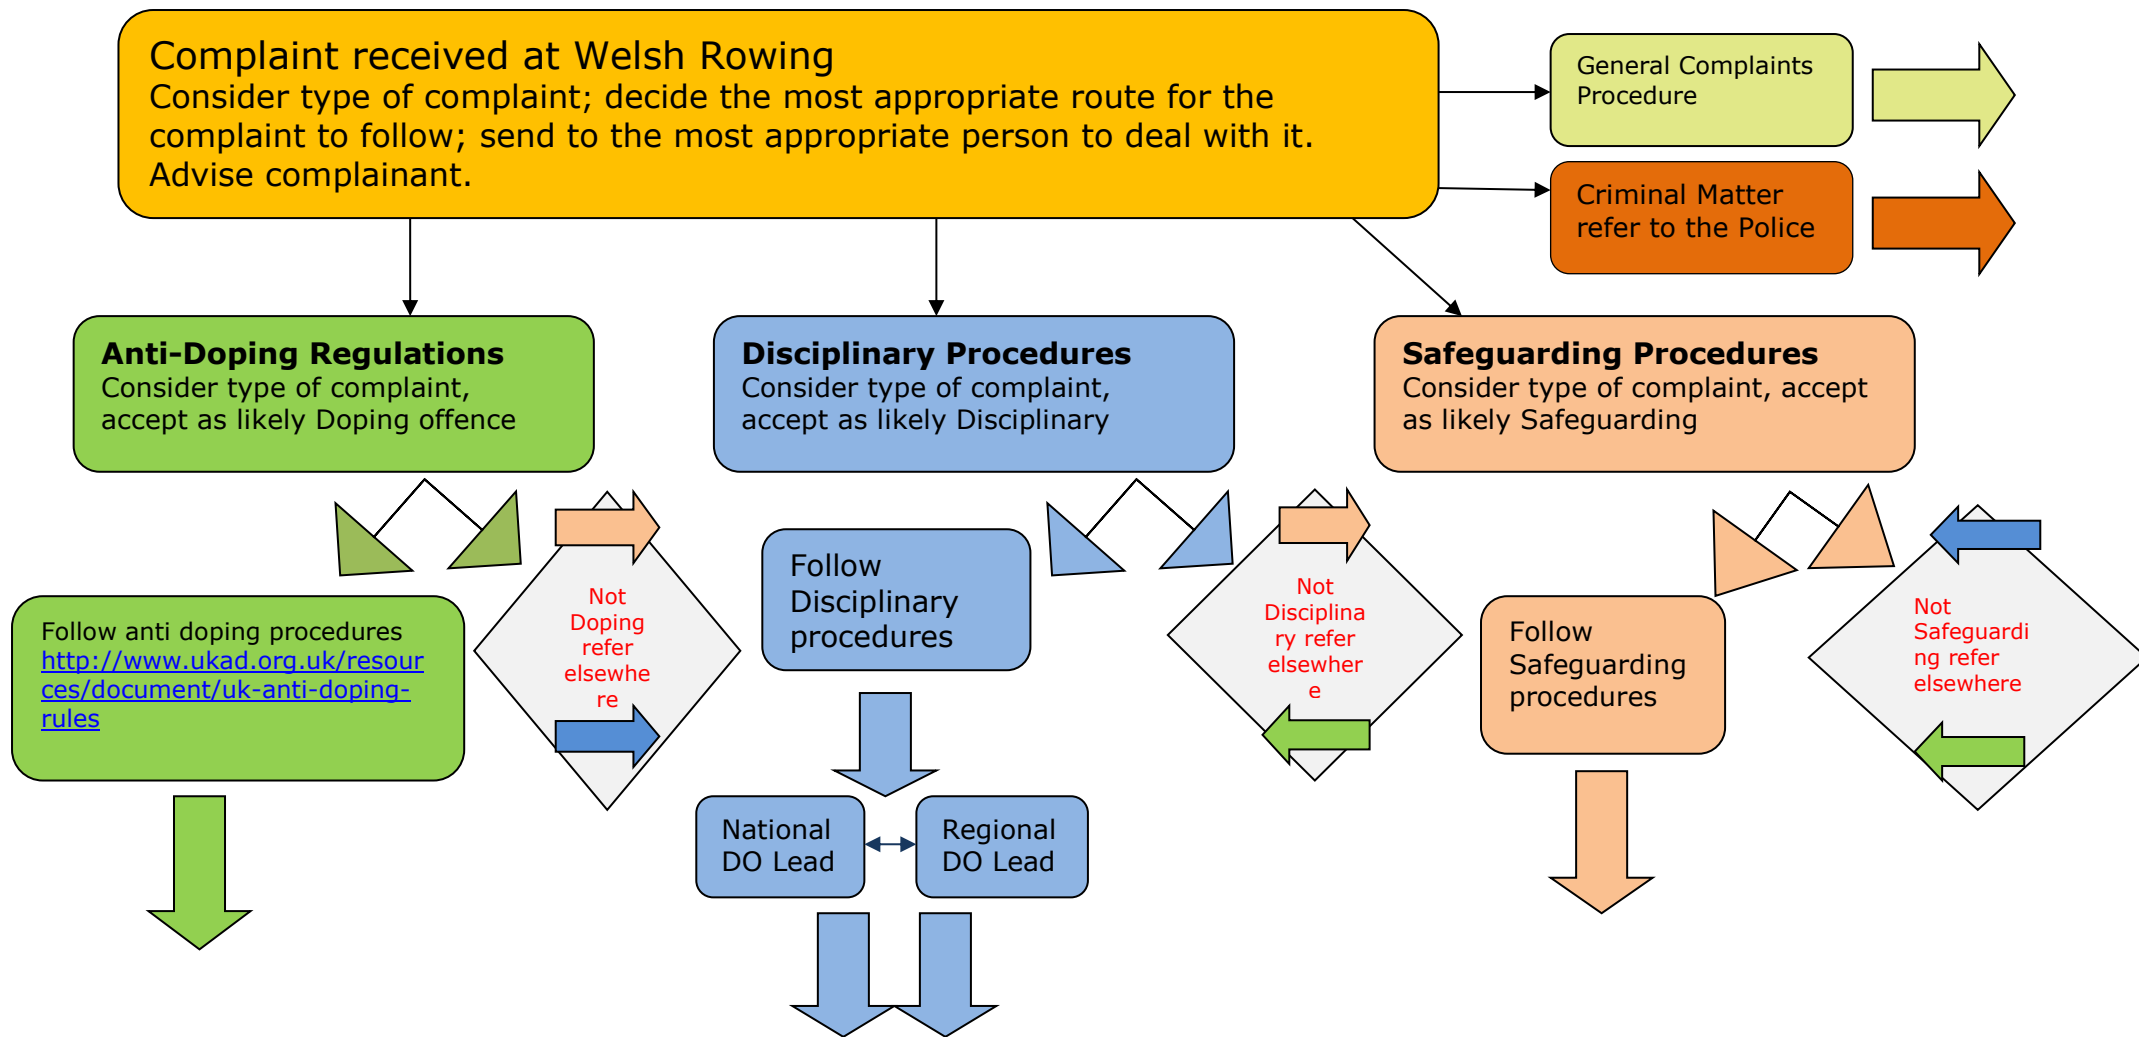 Complaint received at Welsh Rowing
Consider type of complaint; decide the most appropriate route for the
complaint to follow; send to the most appropriate person to deal with it.
Advise complainant.
General Complaints
Procedure
Criminal Matter
refer to the Police
Anti-Doping Regulations
Consider type of complaint,
accept as likely Doping offence
Disciplinary Procedures
Consider type of complaint,
accept as likely Disciplinary
Safeguarding Procedures
Consider type of complaint, accept
as likely Safeguarding
Follow anti doping procedures
http://www.ukad.org.uk/resour
ces/document/uk-anti-doping-
rules
Not
Doping
refer
elsewhe
re
Follow
Disciplinary
procedures
Not
Disciplina
ry refer
elsewher
e
Follow
Safeguarding
procedures
Not
Safeguardi
ng refer
elsewhere
National
DO Lead
Regional
DO Lead